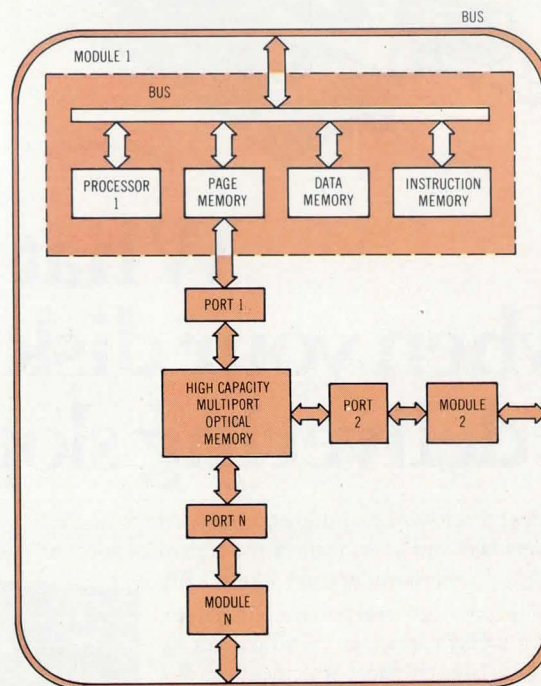 BUS
MODULE 1
BUS
PROCESSOR
1
PAGE
MEMORY
DATA
MEMORY
INSTRUCTION
MEMORY
PORT 1
HIGH CAPACITY
MULTIPORT
OPTICAL
MEMORY
PORT
2
MODULE
2
PORT N
MODULE
N